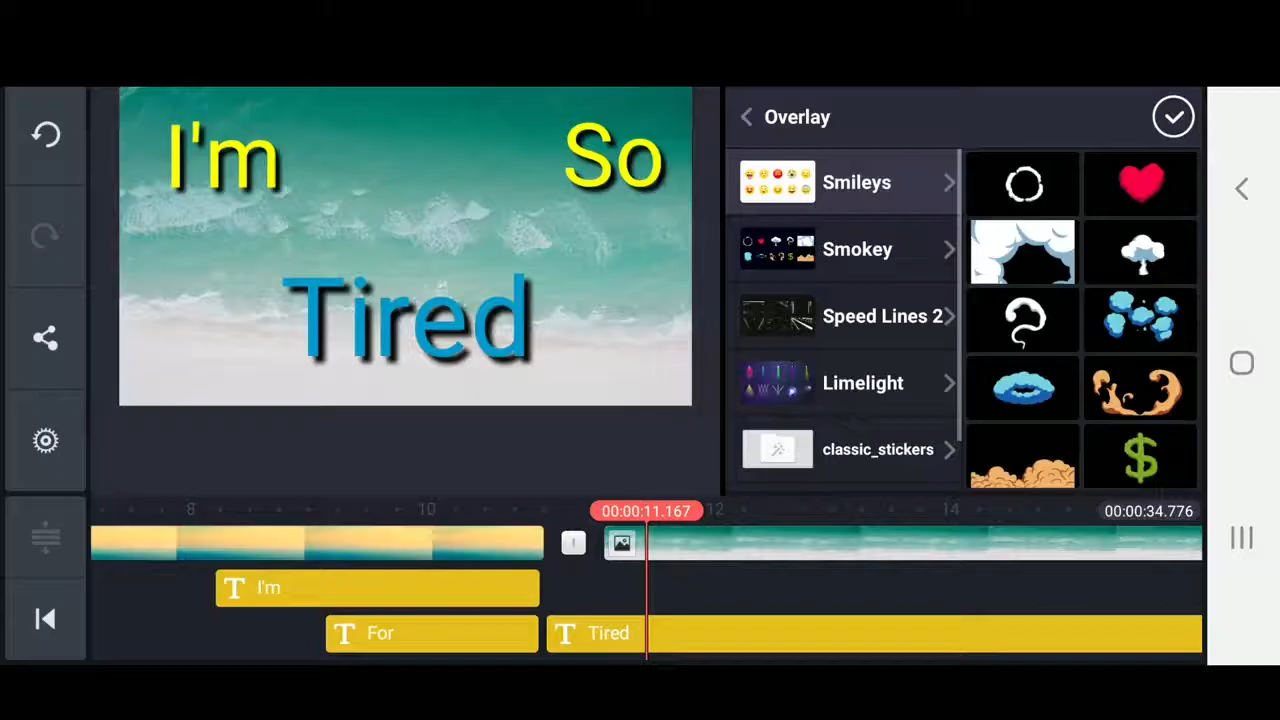 I'm So
Tired
Overlay
Smileys
Smokey
Speed Lines 2
Limelight
classic_stickers
8 10 12 14
00:00:11.167
00:00:34.776
I'm
For
Tired